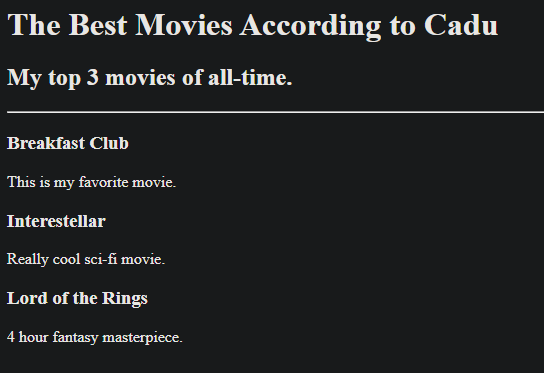 The Best Movies According to Cadu
My top 3 movies of all-time.
Breakfast Club
This is my favorite movie.
Interestellar
Really cool sci-fi movie.
Lord of the Rings
4 hour fantasy masterpiece.